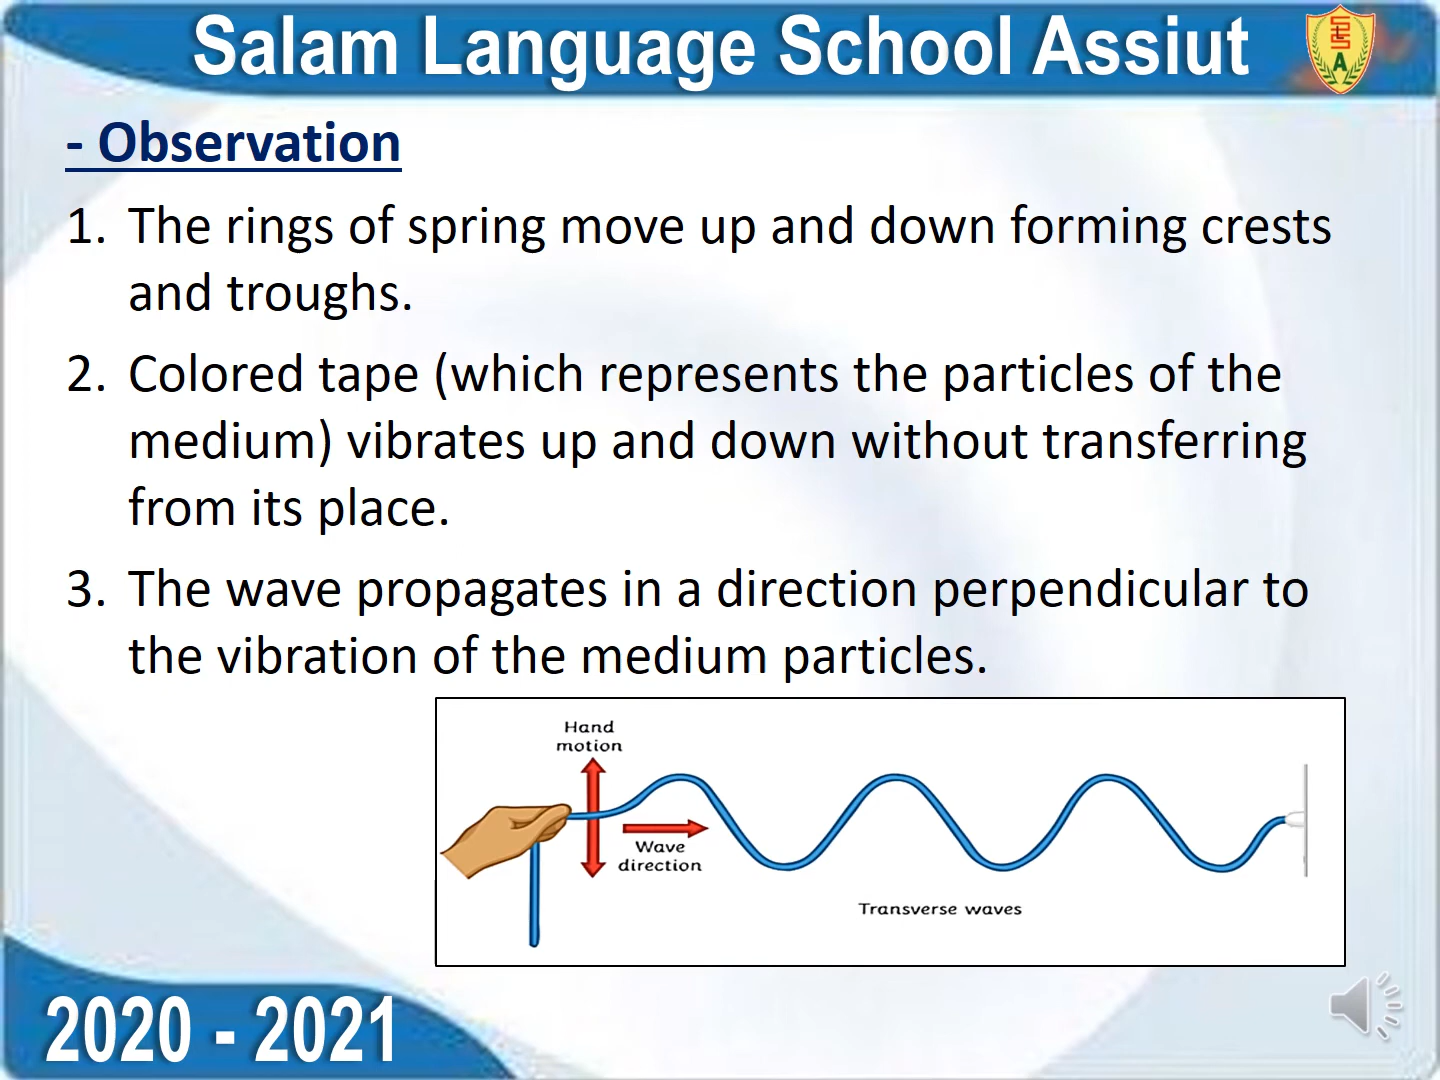 Salam Language School Assiut
S
L
S
A
- Observation
1. The rings of spring move up and down forming crests
and troughs.
2. Colored tape (which represents the particles of the
medium) vibrates up and down without transferring
from its place.
3. The wave propagates in a direction perpendicular to
the vibration of the medium particles.
Hand
motion
Wave
direction
Transverse waves
2020 - 2021